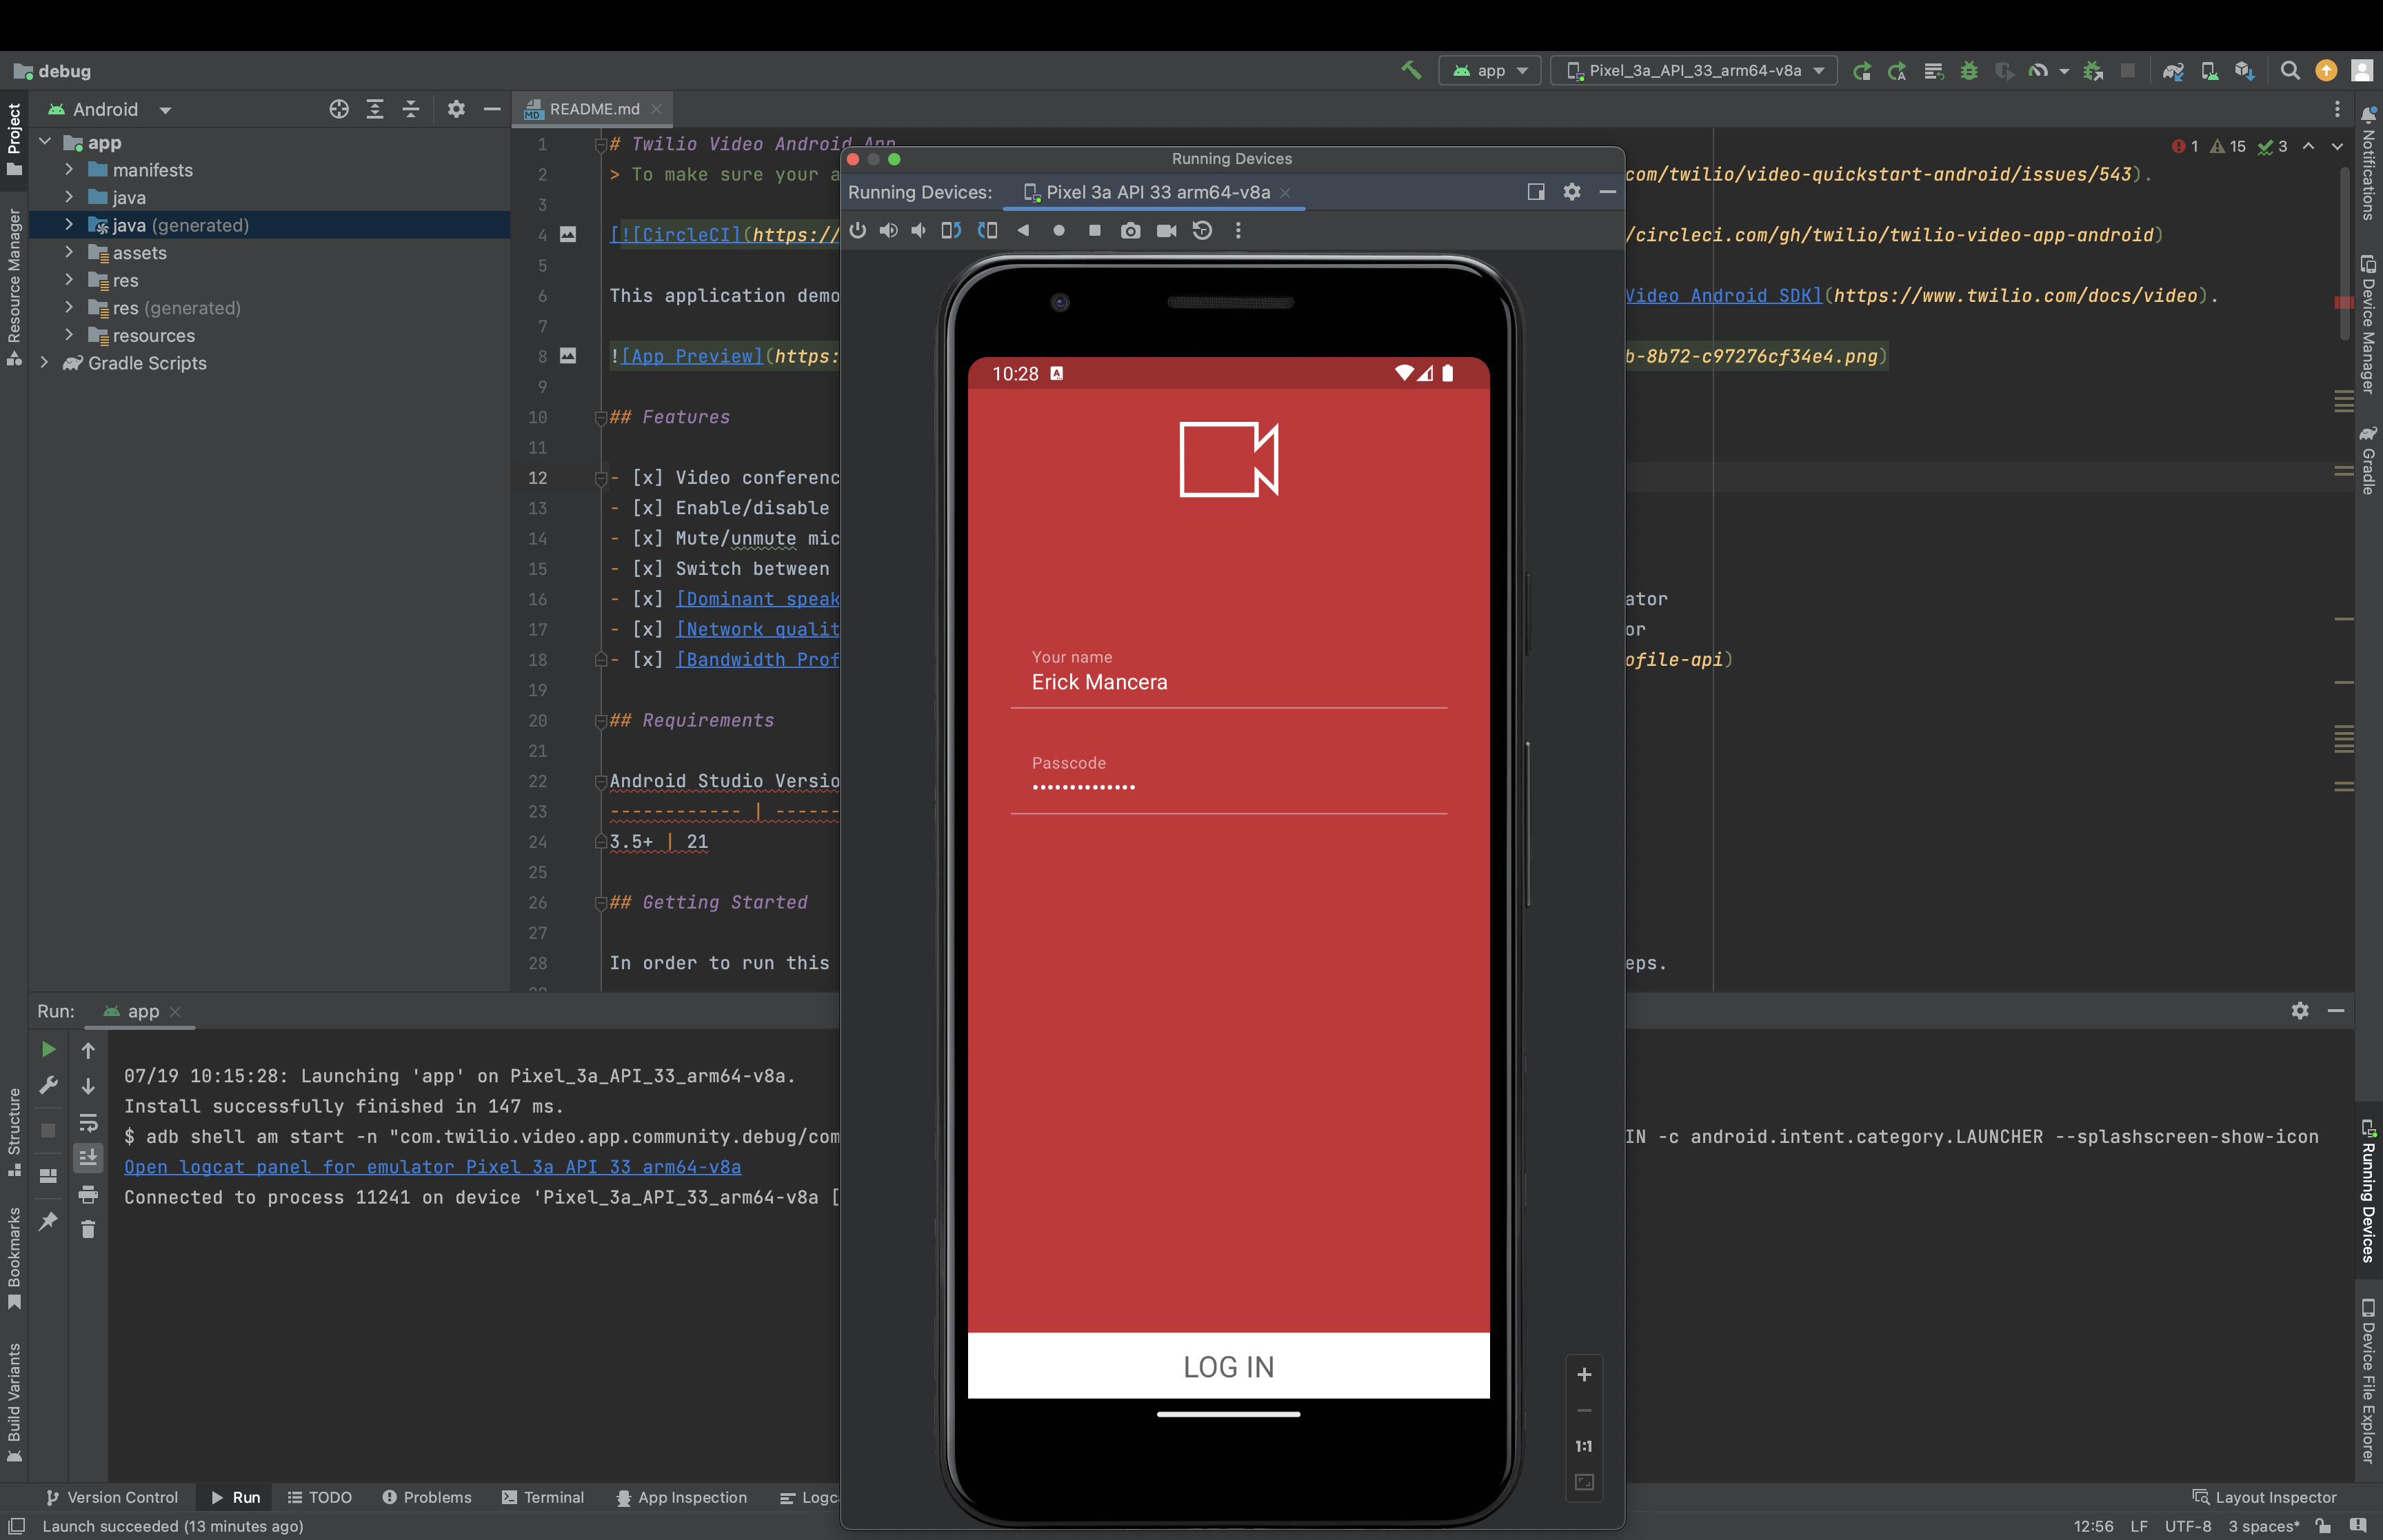 debug
app
Pixel_3a_API_33_arm64-v8a
Project
Resource Manager
Structure
Bookmarks
Build Variants
Android
app
manifests
java
java (generated)
assets
res
res (generated)
resources
Gradle Scripts
README.md
1 # Twilio Video Android App
2 > To make sure your a
com/twilio/video-quickstart-android/issues/543).
1 15 3
3
4 [![CircleCI](https://
/circleci.com/gh/twilio/twilio-video-app-android)
5
6 This application demo
Video Android SDK](https://www.twilio.com/docs/video).
7
8 ![App Preview](https:
b-8b72-c97276cf34e4.png)
9
10 ## Features
11
12 - [x] Video conferenc
13 - [x] Enable/disable
14 - [x] Mute/unmute mic
15 - [x] Switch between
16 - [x] [Dominant speak
ator
17 - [x] [Network qualit
or
18 - [x] [Bandwidth Prof
ofile-api)
19
20 ## Requirements
21
22 Android Studio Versio
23 ------------ | ------
24 3.5+ | 21
25
26 ## Getting Started
27
28 In order to run this
eps.
Running Devices
Running Devices: Pixel 3a API 33 arm64-v8a
10:28
Your name
Erick Mancera
Passcode
••••••••••••••
LOG IN
1:1
Run: app
07/19 10:15:28: Launching 'app' on Pixel_3a_API_33_arm64-v8a.
Install successfully finished in 147 ms.
$ adb shell am start -n "com.twilio.video.app.community.debug/com
IN -c android.intent.category.LAUNCHER --splashscreen-show-icon
Open logcat panel for emulator Pixel 3a API 33 arm64-v8a
Connected to process 11241 on device 'Pixel_3a_API_33_arm64-v8a [
Notifications
Device Manager
Gradle
Running Devices
Device File Explorer
Version Control
Run
TODO
Problems
Terminal
App Inspection
Logc
Layout Inspector
Launch succeeded (13 minutes ago)
12:56 LF UTF-8 3 spaces*